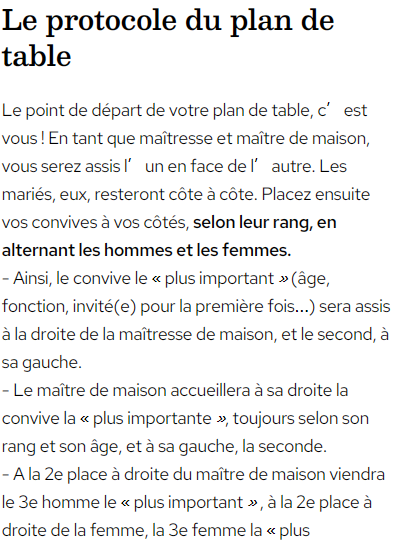 Le protocole du plan de
table
Le point de départ de votre plan de table, c’est
vous ! En tant que maîtresse et maître de maison,
vous serez assis l’un en face de l’autre. Les
mariés, eux, resteront côte à côte. Placez ensuite
vos convives à vos côtés, selon leur rang, en
alternant les hommes et les femmes.
- Ainsi, le convive le « plus important » (âge,
fonction, invité(e) pour la première fois...) sera assis
à la droite de la maîtresse de maison, et le second, à
sa gauche.
- Le maître de maison accueillera à sa droite la
convive la « plus importante », toujours selon son
rang et son âge, et à sa gauche, la seconde.
- A la 2e place à droite du maître de maison viendra
le 3e homme le « plus important » , à la 2e place à
droite de la femme, la 3e femme la « plus